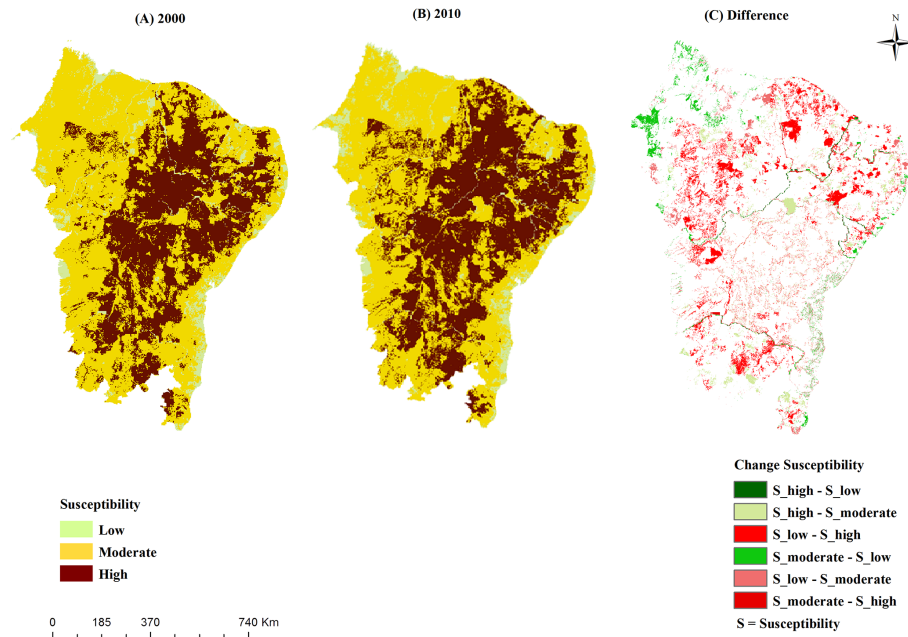 (A) 2000
(B) 2010
(C) Difference
N
Susceptibility
Low
Moderate
High
0 185 370 740 Km
Change Susceptibility
S_high - S_low
S_high - S_moderate
S_low - S_high
S_moderate - S_low
S_low - S_moderate
S_moderate - S_high
S = Susceptibility